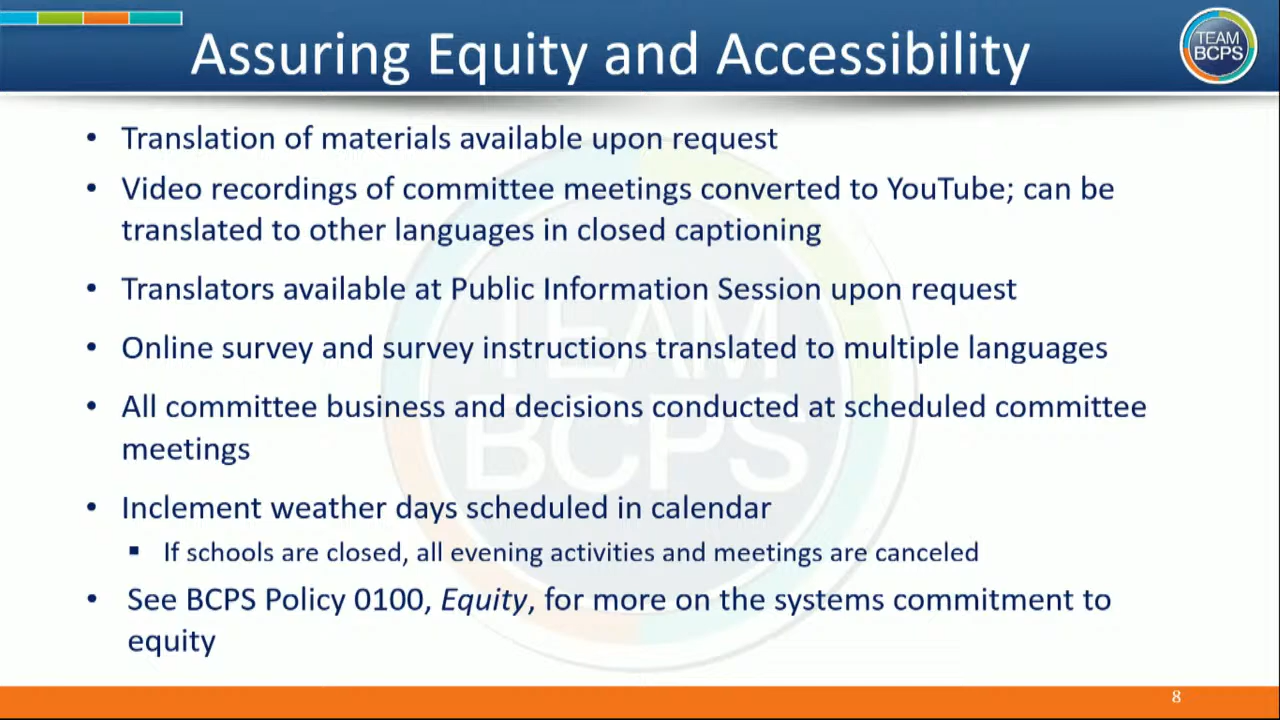 Assuring Equity and Accessibility
TEAM
BCPS
• Translation of materials available upon request
• Video recordings of committee meetings converted to YouTube; can be
translated to other languages in closed captioning
• Translators available at Public Information Session upon request
• Online survey and survey instructions translated to multiple languages
• All committee business and decisions conducted at scheduled committee
meetings
• Inclement weather days scheduled in calendar
▪ If schools are closed, all evening activities and meetings are canceled
• See BCPS Policy 0100, Equity, for more on the systems commitment to
equity
TEAM
BCPS
8